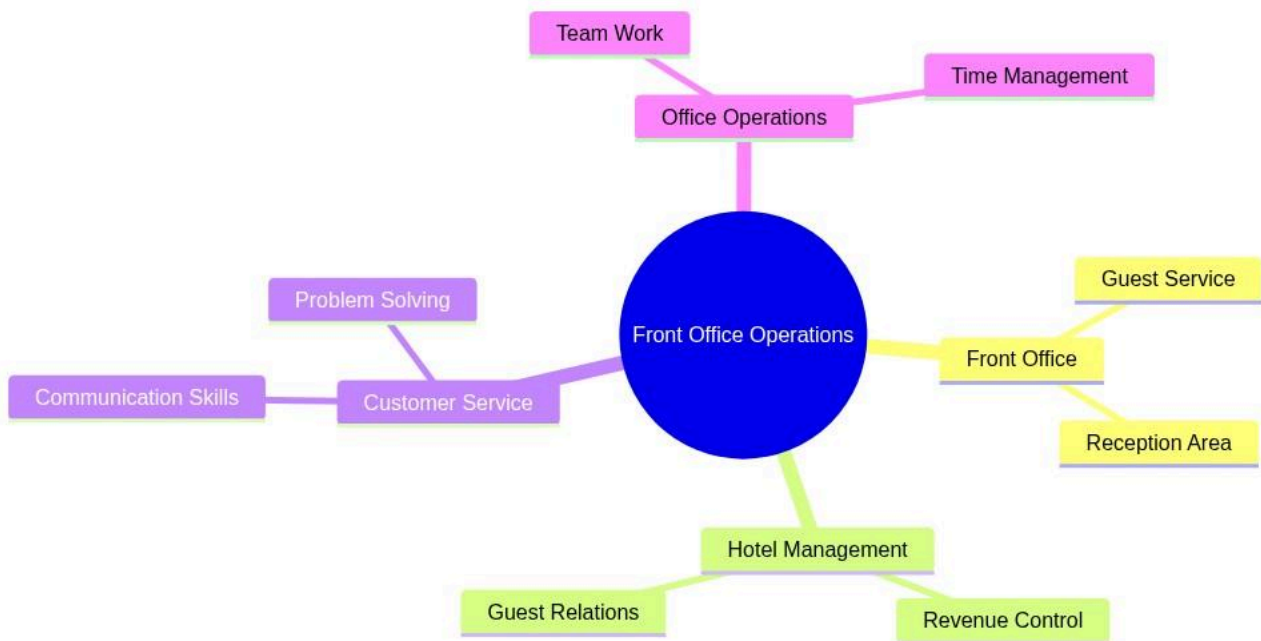 Team Work
Time Management
Office Operations
Guest Service
Problem Solving
Front Office Operations
Front Office
Communication Skills
Customer Service
Reception Area
Hotel Management
Guest Relations
Revenue Control